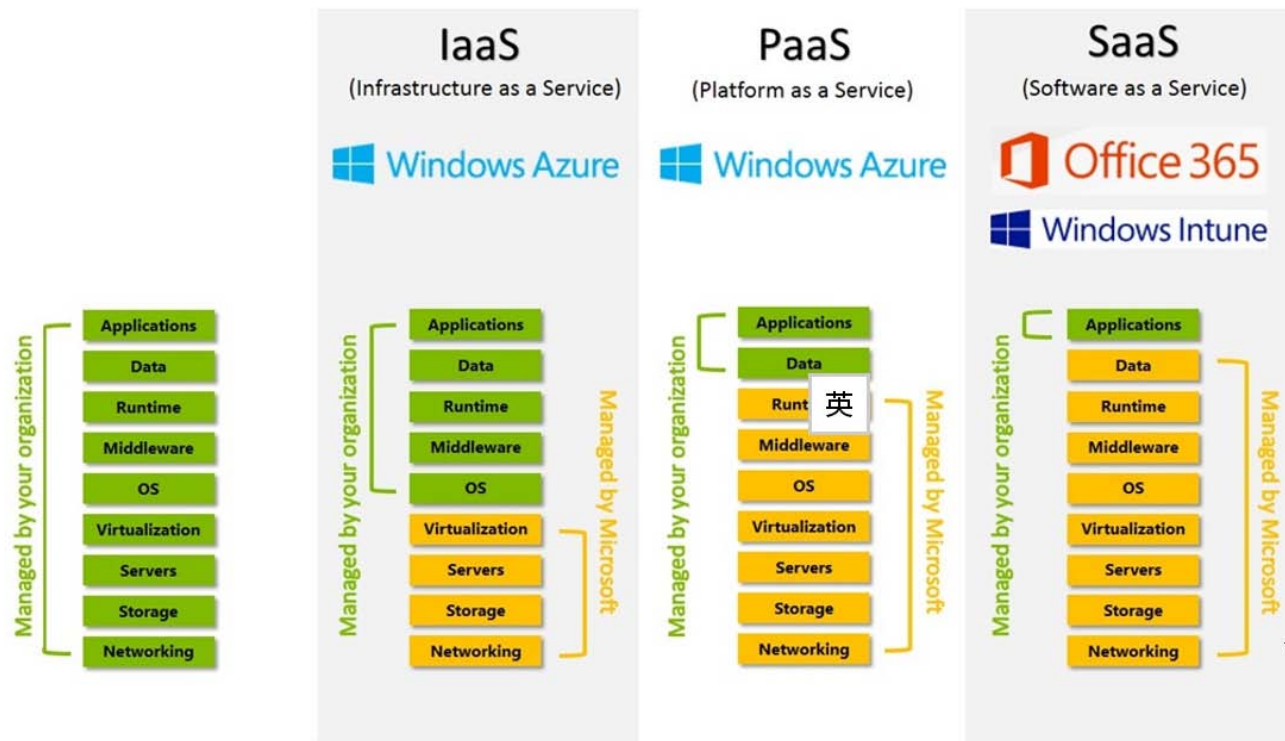 IaaS
(Infrastructure as a Service)
Windows Azure
PaaS
(Platform as a Service)
Windows Azure
SaaS
(Software as a Service)
Office 365
Windows Intune
Managed by your organization
Applications
Data
Runtime
Middleware
OS
Virtualization
Servers
Storage
Networking
Managed by your organization
Applications
Data
Runtime
Middleware
OS
Virtualization
Servers
Storage
Networking
Managed by Microsoft
Managed by your organization
Applications
Data
Runt
英
Middleware
OS
Virtualization
Servers
Storage
Networking
Managed by Microsoft
Managed by your organization
Applications
Data
Runtime
Middleware
OS
Virtualization
Servers
Storage
Networking
Managed by Microsoft